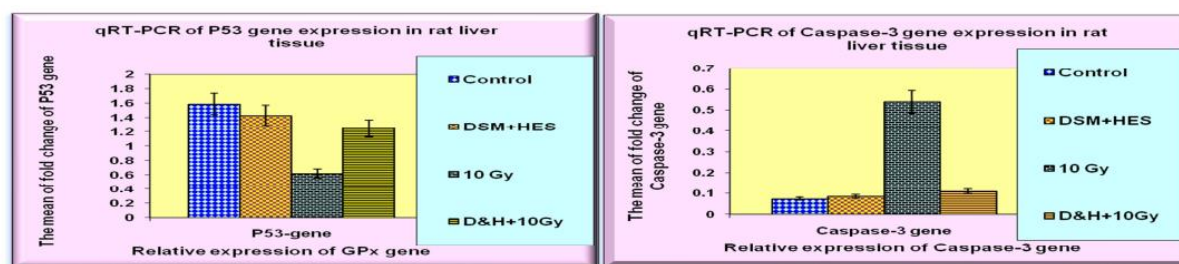 qRT-PCR of P53 gene expression in rat liver
tissue
The mean of fold change of P53 gene
2
1.8
1.6
1.4
1.2
1
0.8
0.6
0.4
0.2
0
P53-gene
Relative expression of GPx gene
Control
DSM+HES
10 Gy
D&H+10Gy
qRT-PCR of Caspase-3 gene expression in rat
liver tissue
The mean of fold change of
Caspase-3 gene
0.7
0.6
0.5
0.4
0.3
0.2
0.1
0
Caspase-3 gene
Relative expression of Caspase-3 gene
Control
DSM+HES
10 Gy
D&H+10Gy